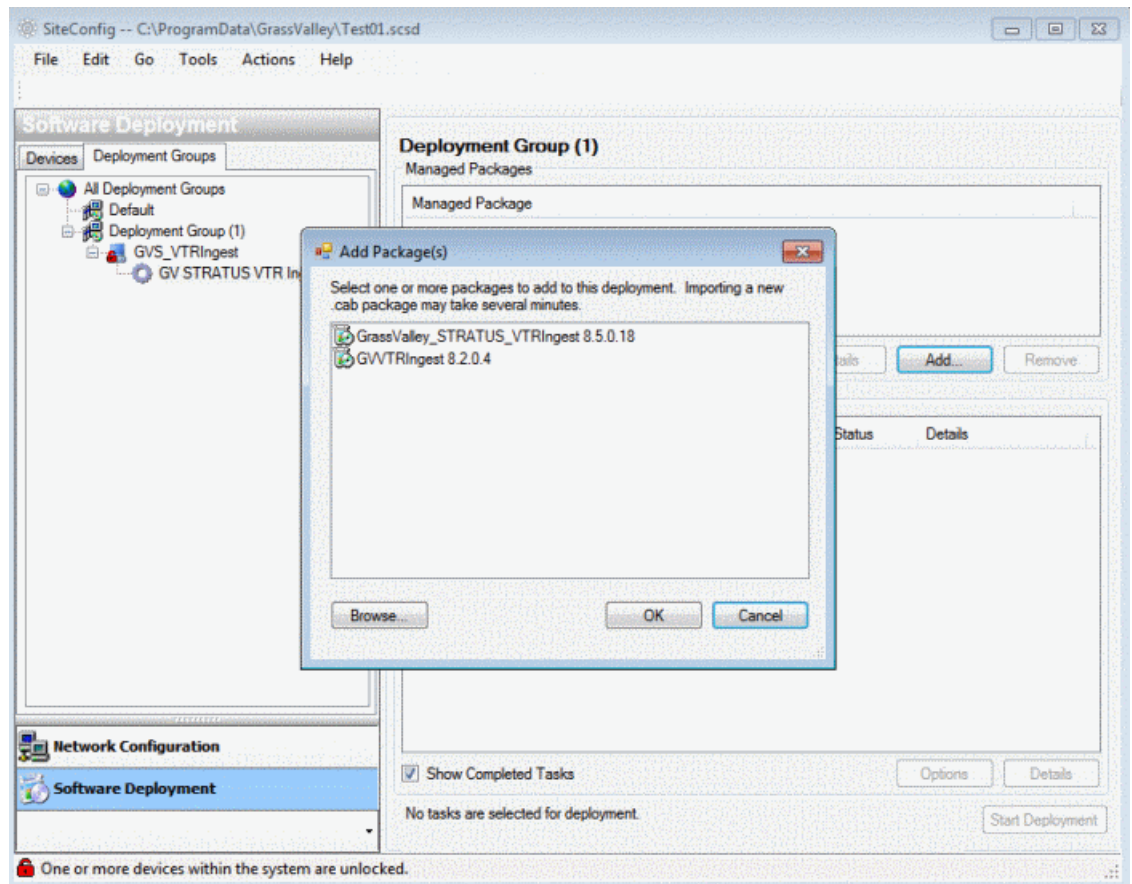 SiteConfig -- C:\ProgramData\GrassValley\Test01.scsd
File Edit Go Tools Actions Help
Software Deployment
Devices Deployment Groups
All Deployment Groups
Default
Deployment Group (1)
GVS_VTRIngest
GV STRATUS VTR
Deployment Group (1)
Managed Packages
Managed Package
Add... Remove
Status Details
Add Package(s)
Select one or more packages to add to this deployment. Importing a new
.cab package may take several minutes.
GrassValley_STRATUS_VTRIngest 8.5.0.18
GVVTRIngest 8.2.0.4
Browse... OK Cancel
Network Configuration
Software Deployment
Show Completed Tasks
Options Details
No tasks are selected for deployment.
Start Deployment
One or more devices within the system are unlocked.